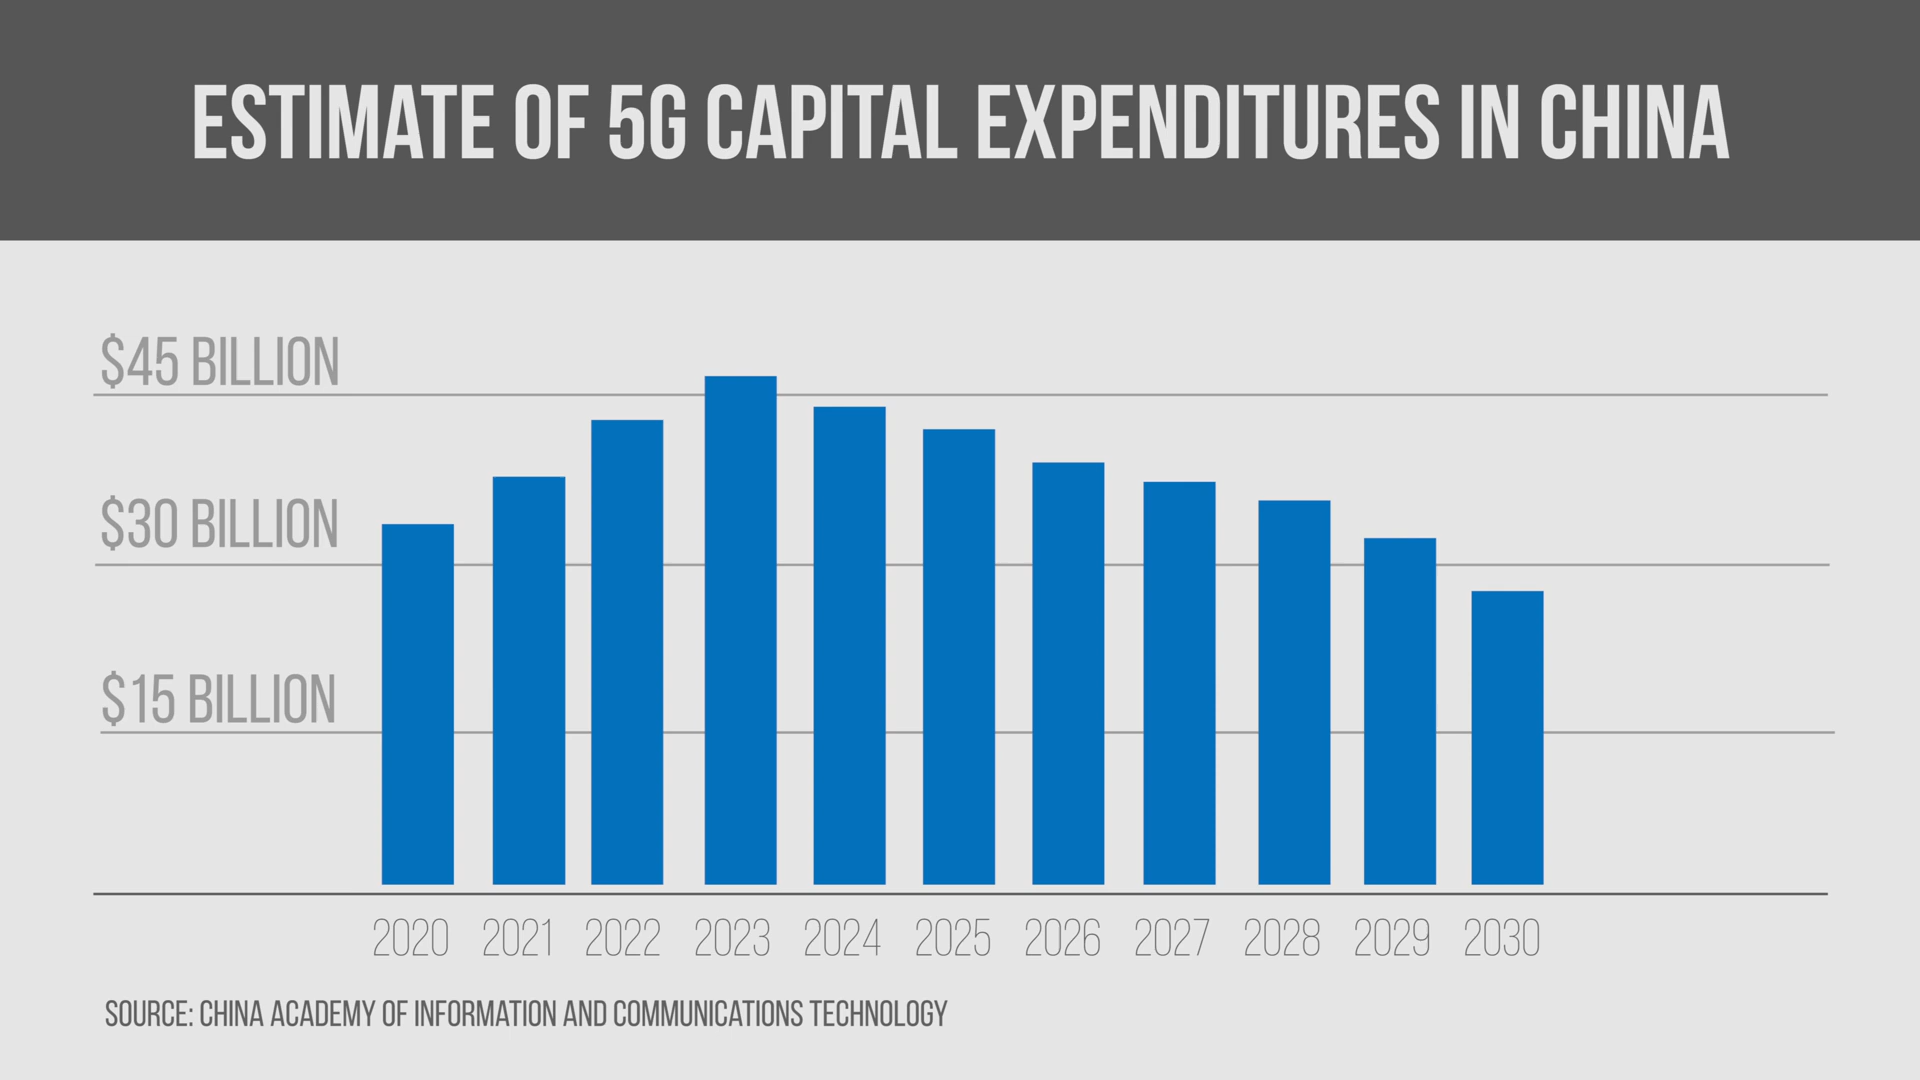 ESTIMATE OF 5G CAPITAL EXPENDITURES IN CHINA
$45 BILLION
$30 BILLION
$15 BILLION
2020 2021 2022 2023 2024 2025 2026 2027 2028 2029 2030
SOURCE: CHINA ACADEMY OF INFORMATION AND COMMUNICATIONS TECHNOLOGY